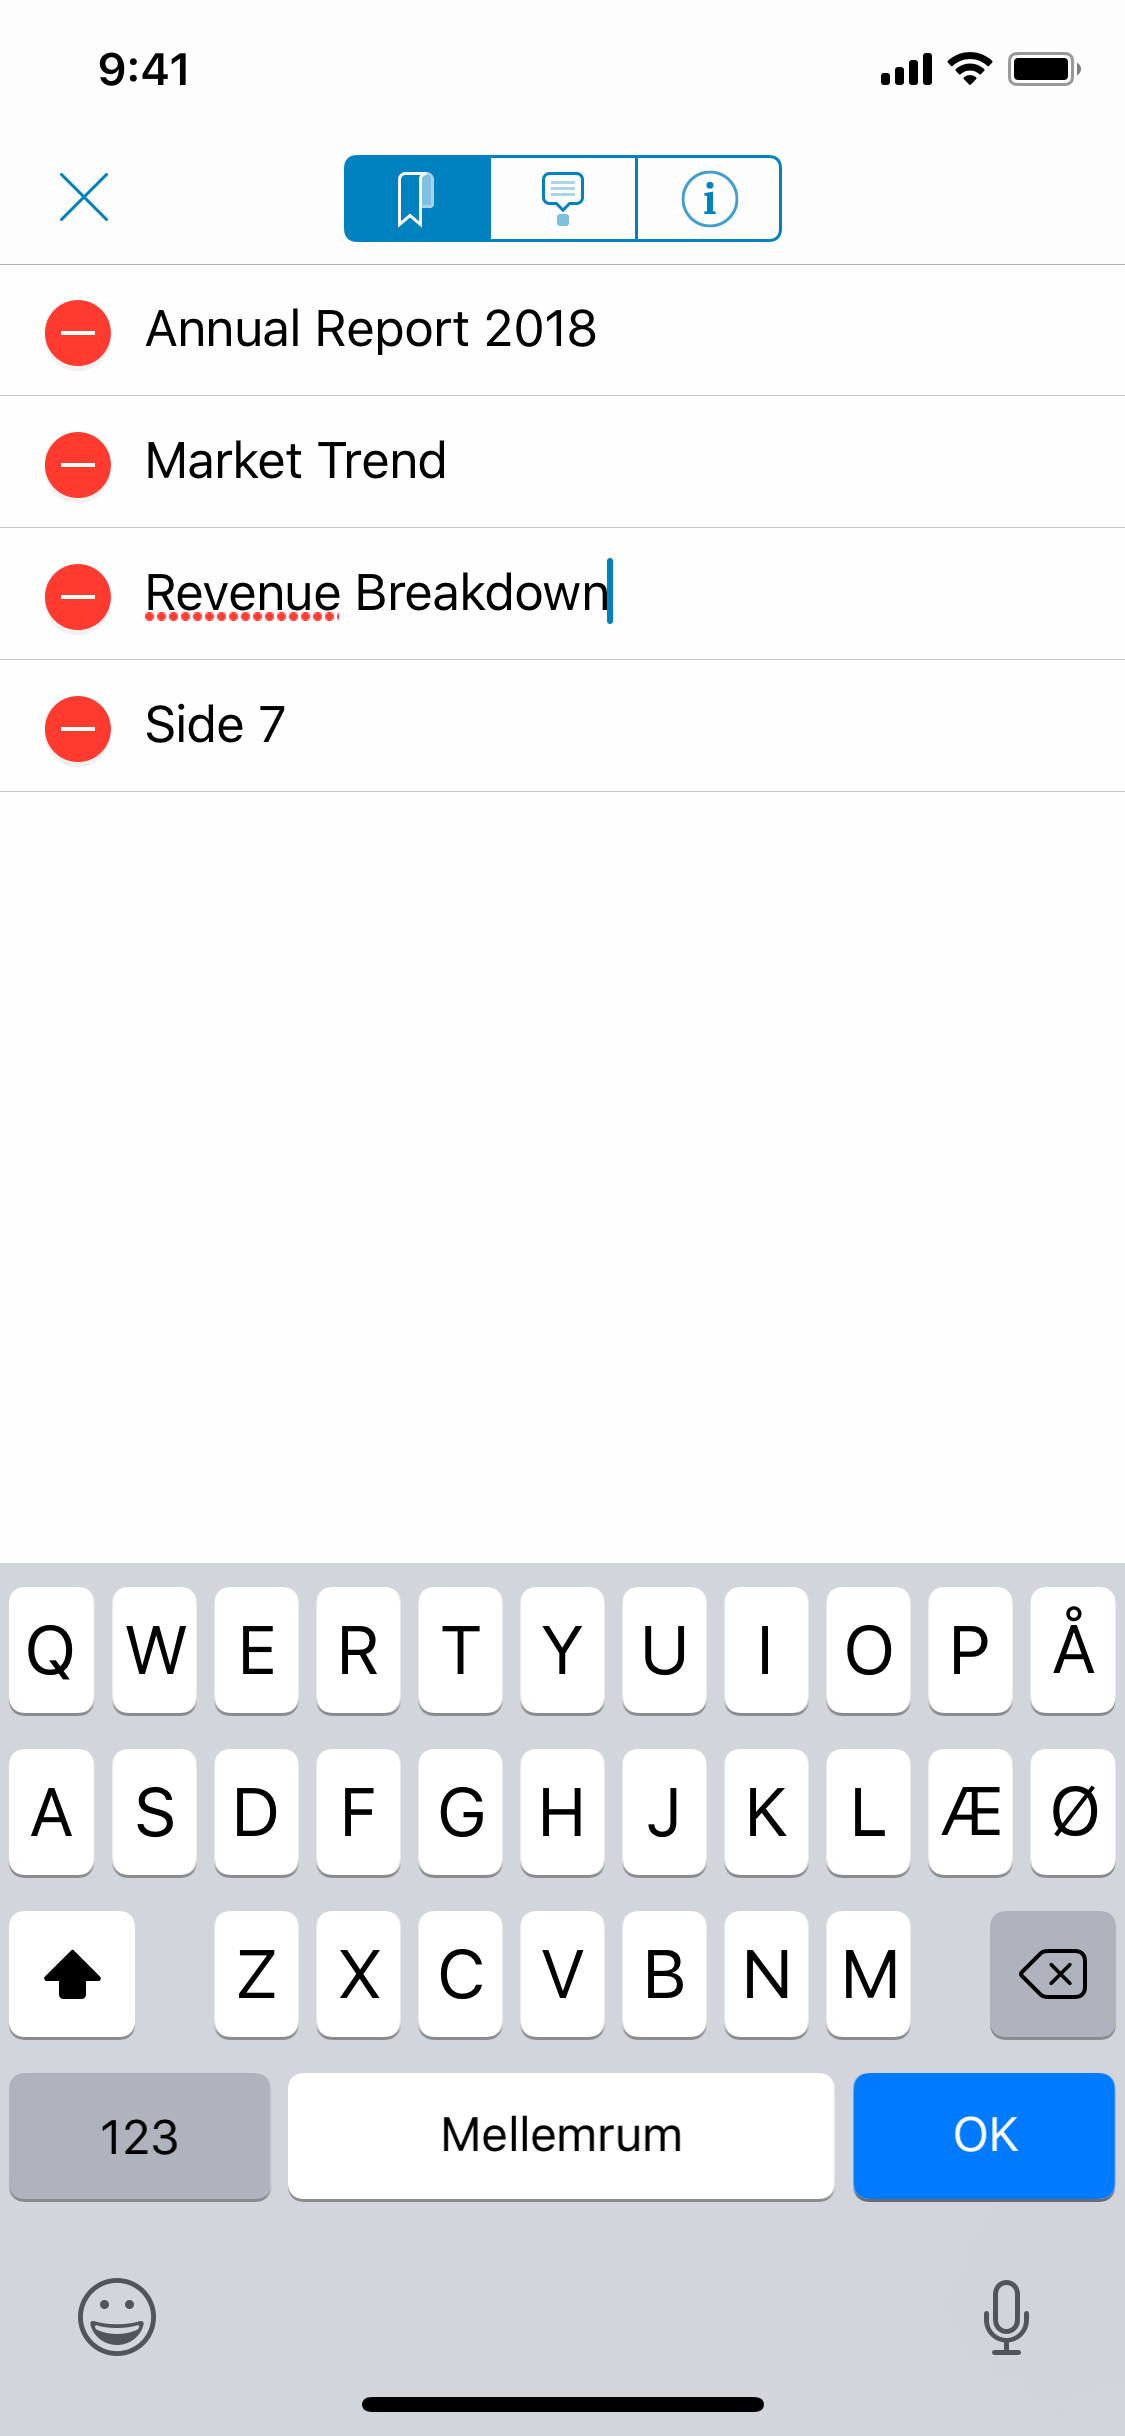 9:41
Annual Report 2018
Market Trend
Revenue Breakdown
Side 7
Q W E R T Y U I O P Å
A S D F G H J K L Æ Ø
Z X C V B N M
123 Mellemrum OK